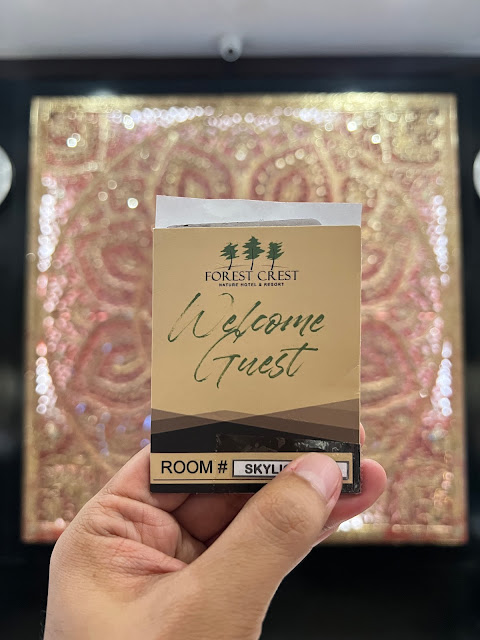 FOREST CREST
NATURE HOTEL & RESORT
Welcome
Guest
ROOM #